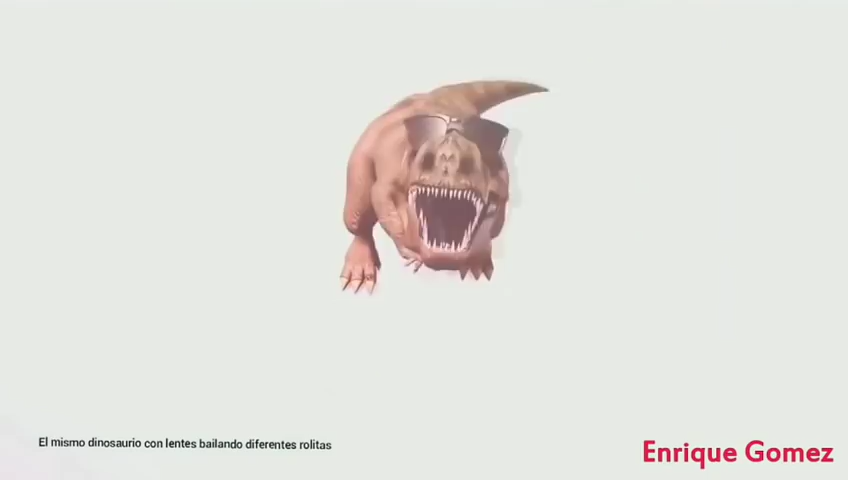 El mismo dinosaurio con lentes bailando diferentes rolitas
Enrique Gomez